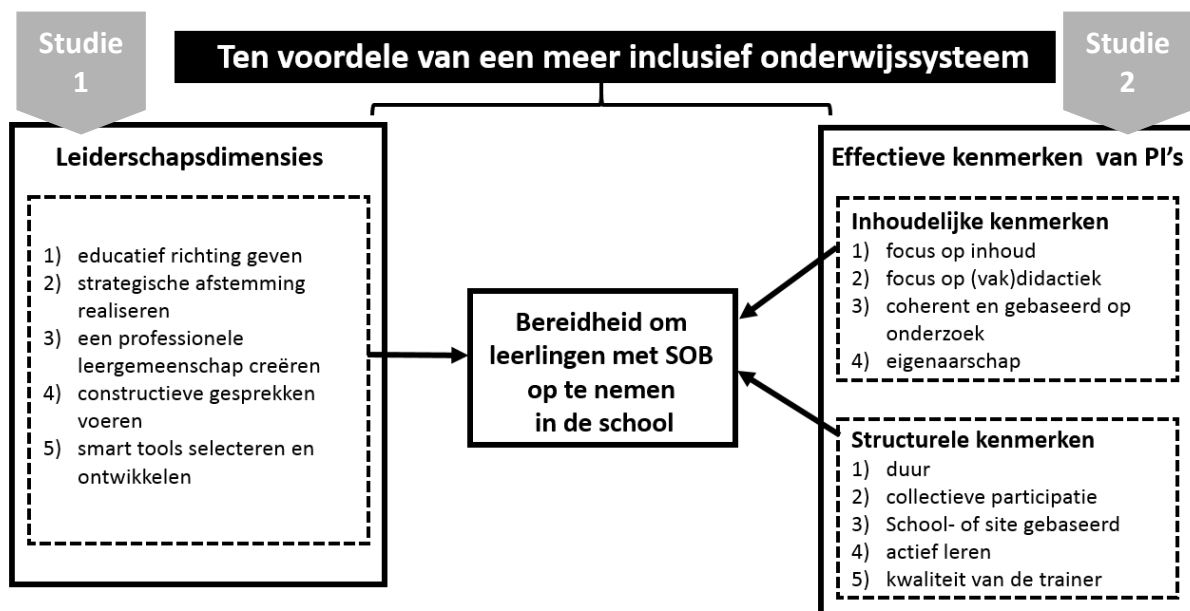 Studie
1
Ten voordele van een meer inclusief onderwijssysteem
Studie
2
Leiderschapsdimensies
1) educatief richting geven
2) strategische afstemming
realiseren
3) een professionele
leergemeenschap creëren
4) constructieve gesprekken
voeren
5) smart tools selecteren en
ontwikkelen
Bereidheid om
leerlingen met SOB
op te nemen
in de school
Effectieve kenmerken van PI's
Inhoudelijke kenmerken
1) focus op inhoud
2) focus op (vak)didactiek
3) coherent en gebaseerd op
onderzoek
4) eigenaarschap
Structurele kenmerken
1) duur
2) collectieve participatie
3) School- of site gebaseerd
4) actief leren
5) kwaliteit van de trainer